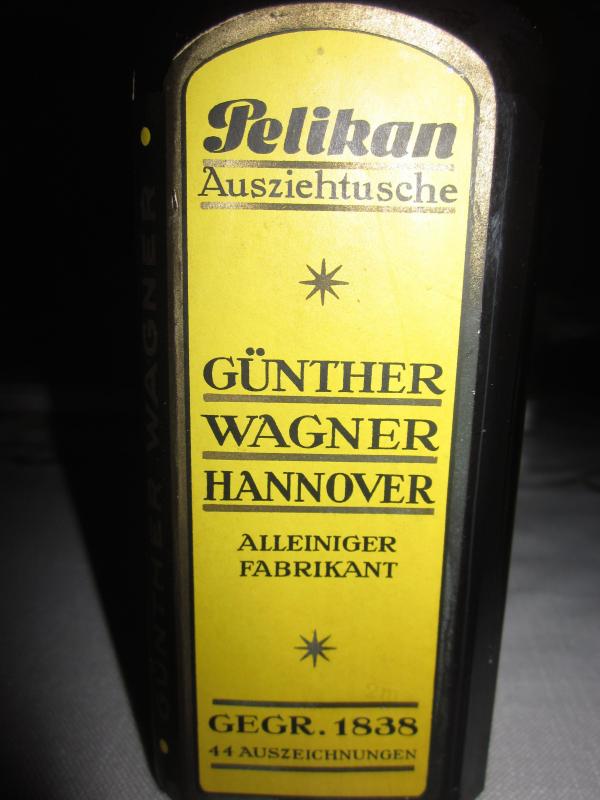 Pelikan
Ausziehtusche
GÜNTHER
WAGNER
HANNOVER
ALLEINIGER
FABRIKANT
GEGR. 1838
44 AUSZEICHNUNGEN
GÜNTHER WAGNER